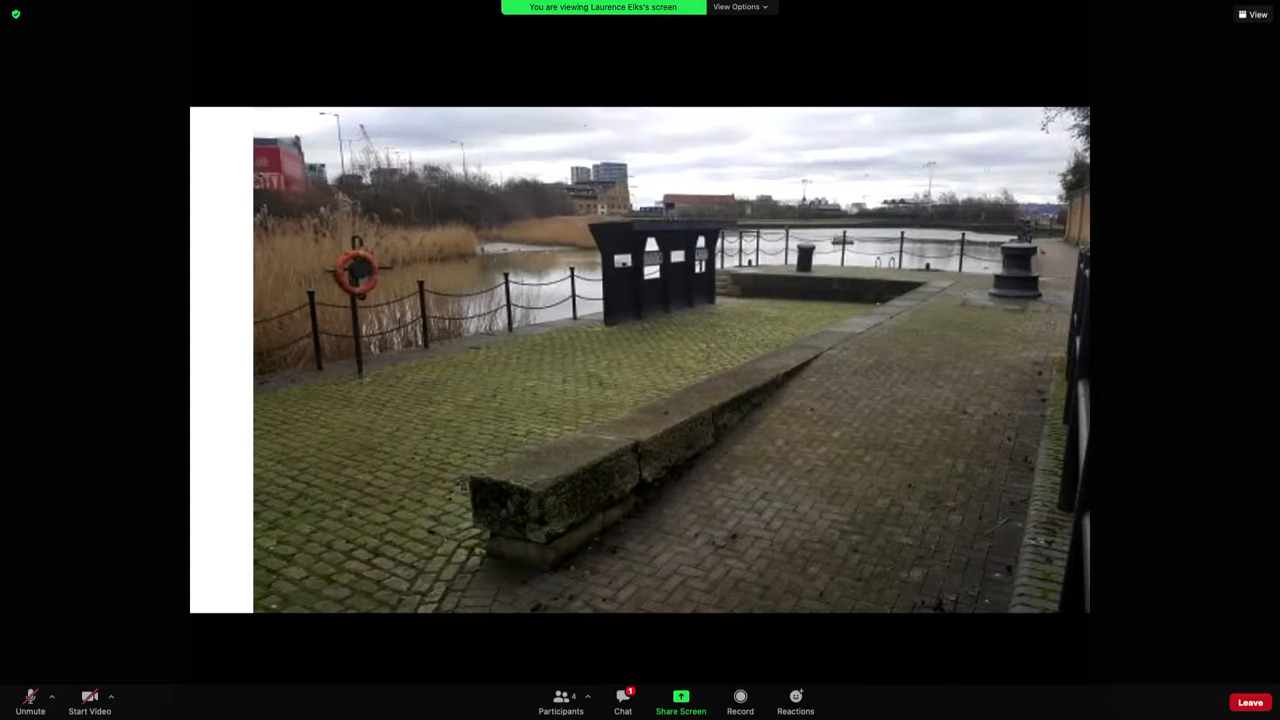 You are viewing Laurence Elks's screen
View Options
View
Unmute
Start Video
4
Participants
1
Chat
Share Screen
Record
Reactions
Leave